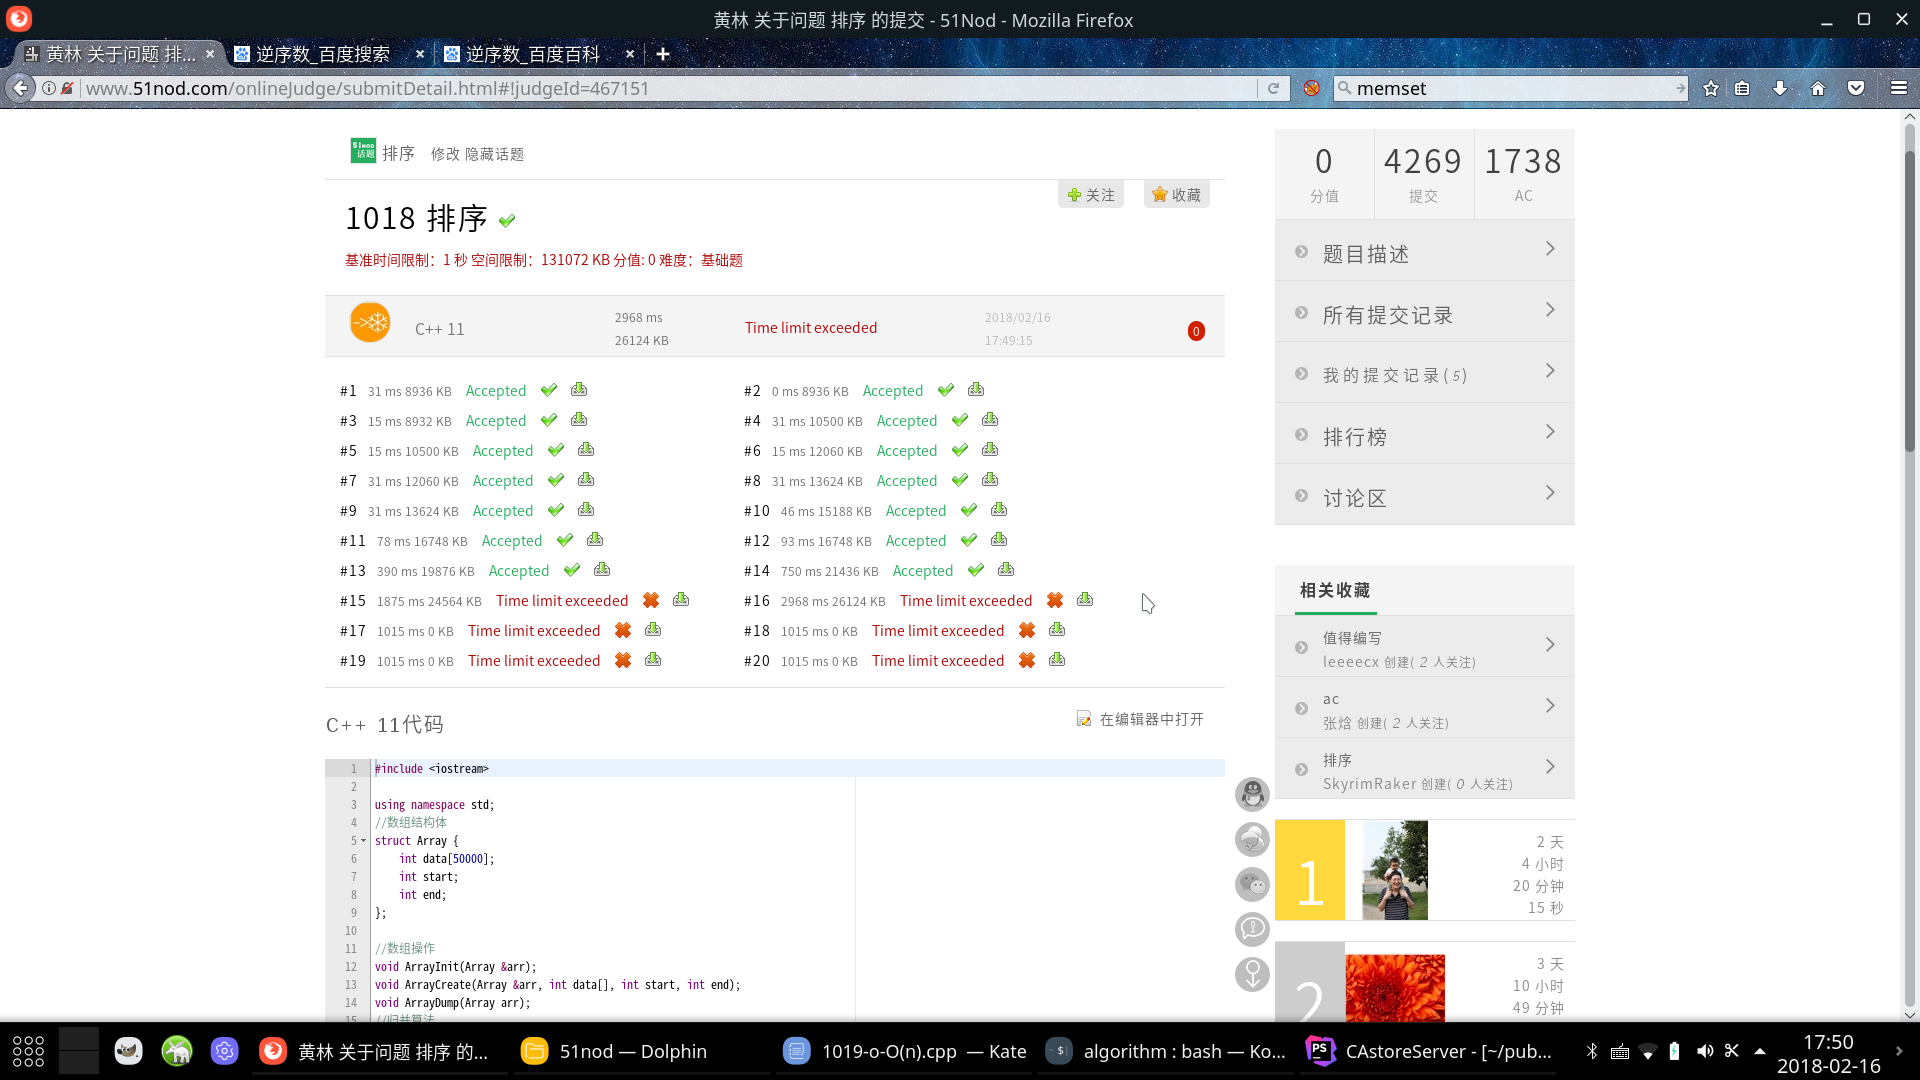 黄林 关于问题 排序 的提交 - 51Nod - Mozilla Firefox
黄林 关于问题 排...
逆序数_百度搜索
逆序数_百度百科
www.51nod.com/onlineJudge/submitDetail.html#!judgeId=467151
memset
51NOD 话题
排序 修改 隐藏话题
关注
收藏
1018 排序
基准时间限制：1 秒 空间限制：131072 KB 分值: 0 难度：基础题
C++ 11
2968 ms
26124 KB
Time limit exceeded
2018/02/16
17:49:15
0
#1 31 ms 8936 KB Accepted
#2 0 ms 8936 KB Accepted
#3 15 ms 8932 KB Accepted
#4 31 ms 10500 KB Accepted
#5 15 ms 10500 KB Accepted
#6 15 ms 12060 KB Accepted
#7 31 ms 12060 KB Accepted
#8 31 ms 13624 KB Accepted
#9 31 ms 13624 KB Accepted
#10 46 ms 15188 KB Accepted
#11 78 ms 16748 KB Accepted
#12 93 ms 16748 KB Accepted
#13 390 ms 19876 KB Accepted
#14 750 ms 21436 KB Accepted
#15 1875 ms 24564 KB Time limit exceeded
#16 2968 ms 26124 KB Time limit exceeded
#17 1015 ms 0 KB Time limit exceeded
#18 1015 ms 0 KB Time limit exceeded
#19 1015 ms 0 KB Time limit exceeded
#20 1015 ms 0 KB Time limit exceeded
C++ 11代码
在编辑器中打开
1 #include <iostream>
2
3 using namespace std;
4 //数组结构体
5 struct Array {
6 int data[50000];
7 int start;
8 int end;
9 };
10
11 //数组操作
12 void ArrayInit(Array &arr);
13 void ArrayCreate(Array &arr, int data[], int start, int end);
14 void ArrayDump(Array arr);
15 //归并算法
0 4269 1738
分值 提交 AC
题目描述
所有提交记录
我的提交记录(5)
排行榜
讨论区
相关收藏
值得编写
leeeecx 创建( 2 人关注)
ac
张焓 创建( 2 人关注)
排序
SkyrimRaker 创建( 0 人关注)
1
2 天
4 小时
20 分钟
15 秒
2
3 天
10 小时
49 分钟
黄林 关于问题 排序 的...
51nod — Dolphin
1019-o-O(n).cpp — Kate
algorithm : bash — Ko...
PS
CAstoreServer - [~/pub...
17:50
2018-02-16